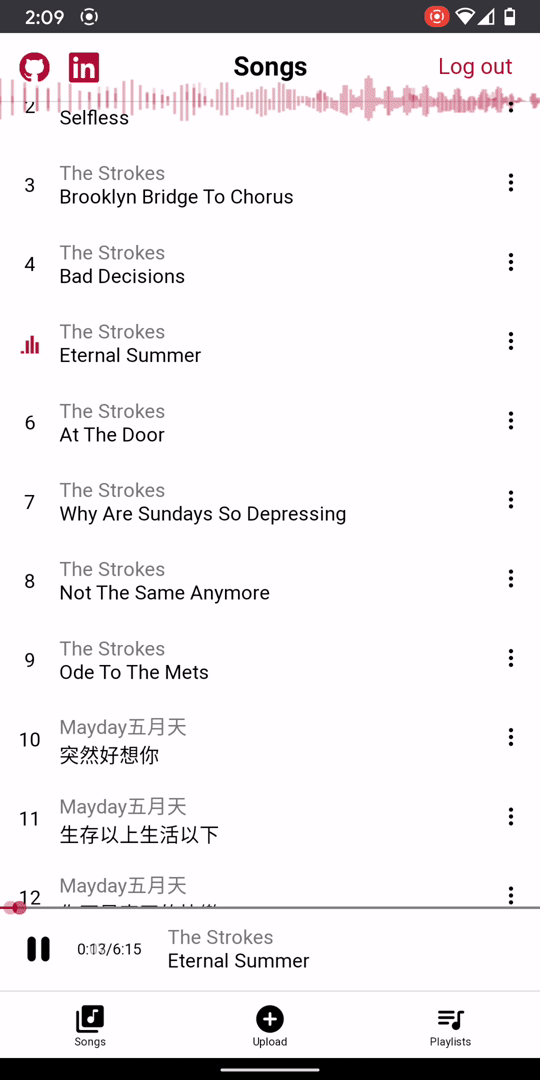 2:09
in
Songs
Log out
2
Selfless
The Strokes
3
Brooklyn Bridge To Chorus
The Strokes
4
Bad Decisions
The Strokes
Eternal Summer
The Strokes
6
At The Door
The Strokes
7
Why Are Sundays So Depressing
The Strokes
8
Not The Same Anymore
The Strokes
9
Ode To The Mets
Mayday五月天
10
突然好想你
Mayday五月天
11
生存以上生活以下
Mayday五月天
12
The Strokes
0:13/6:15
Eternal Summer
Songs
Upload
Playlists